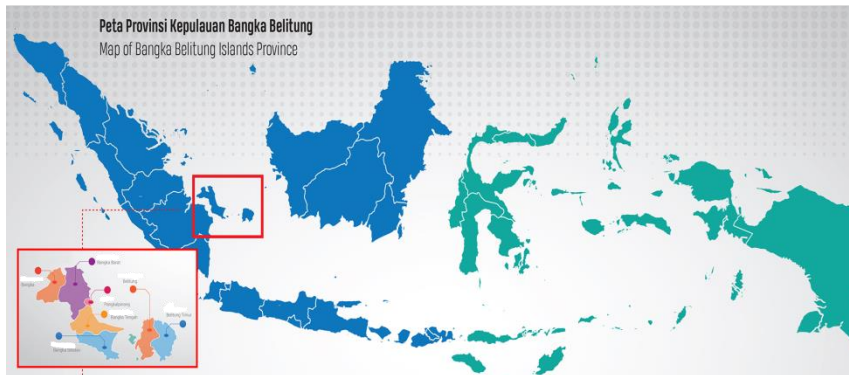 Peta Provinsi Kepulauan Bangka Belitung
Map of Bangka Belitung Islands Province
Bangka Barat
Belitung
Bangka
Pangkalpinang
Belitung Timur
Bangka Tengah
Bangka Selatan